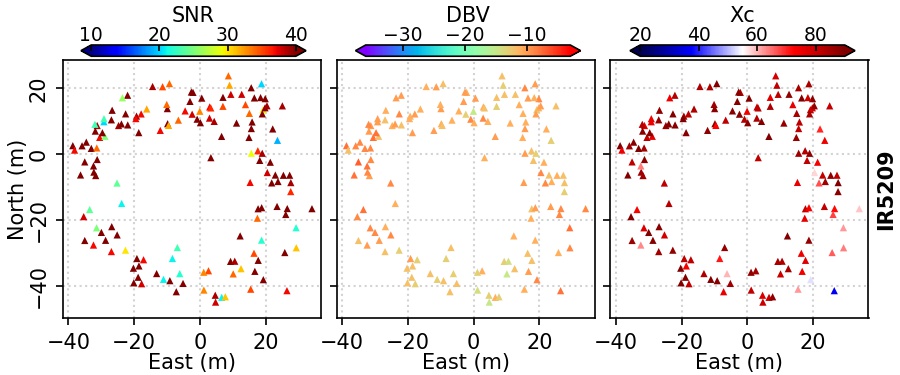 SNR DBV Xc
10 20 30 40 −30 −20 −10 20 40 60 80
20
0
−20
−40
North (m)
−40 −20 0 20 −40 −20 0 20 −40 −20 0 20
East (m) East (m) East (m)
IR5209